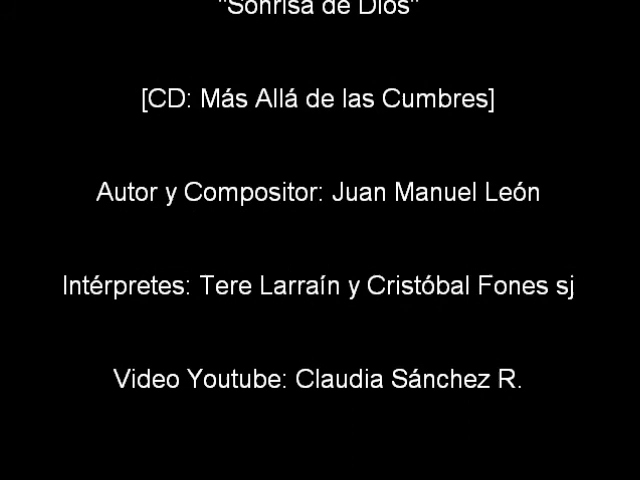 "Sonrisa de Dios"
[CD: Más Allá de las Cumbres]
Autor y Compositor: Juan Manuel León
Intérpretes: Tere Larraín y Cristóbal Fones sj
Video Youtube: Claudia Sánchez R.